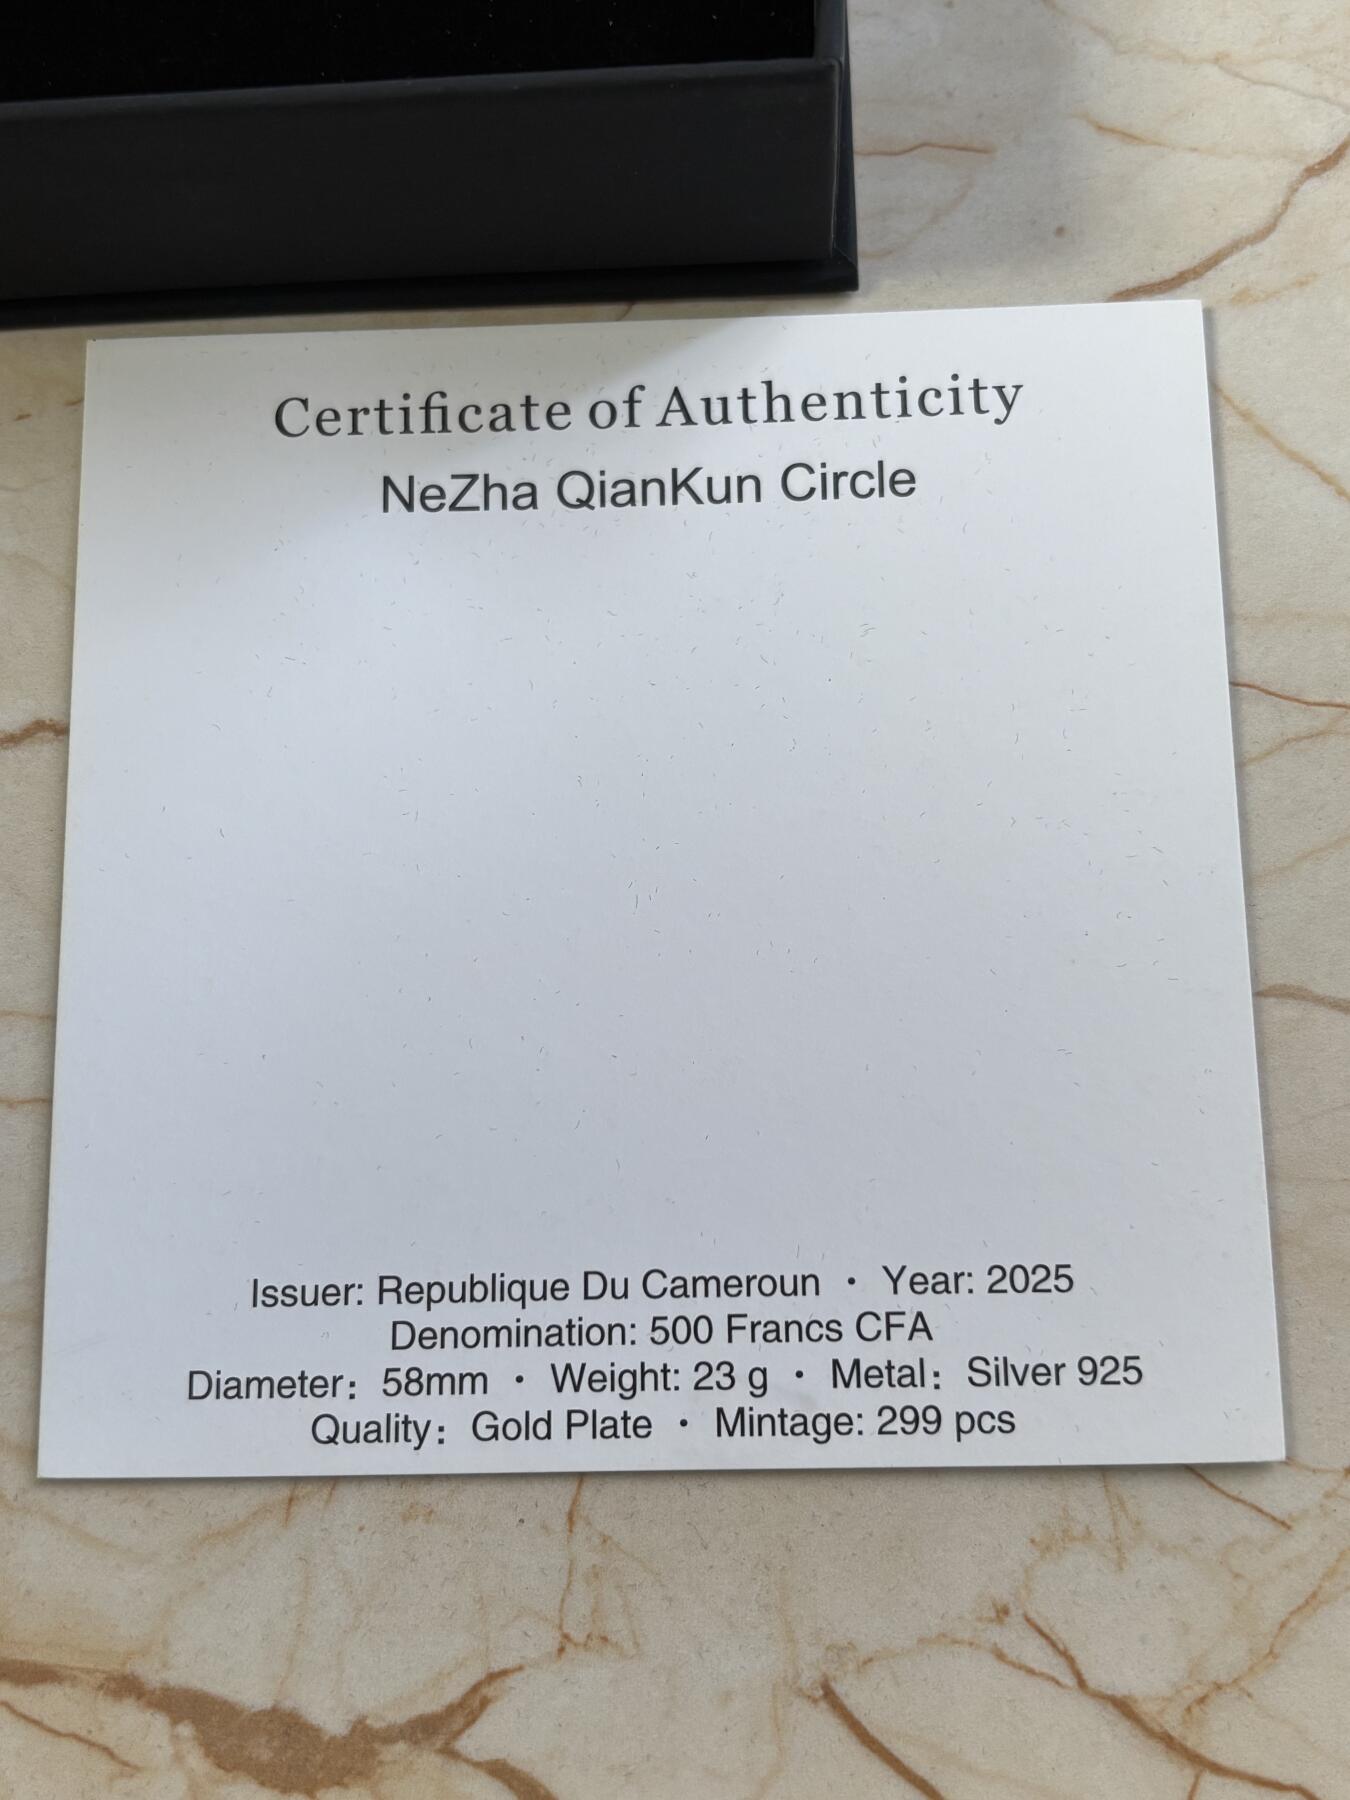 Certificate of Authenticity
NeZha QianKun Circle
Issuer: Republique Du Cameroun · Year: 2025
Denomination: 500 Francs CFA
Diameter： 58mm · Weight: 23 g · Metal： Silver 925
Quality： Gold Plate · Mintage: 299 pcs